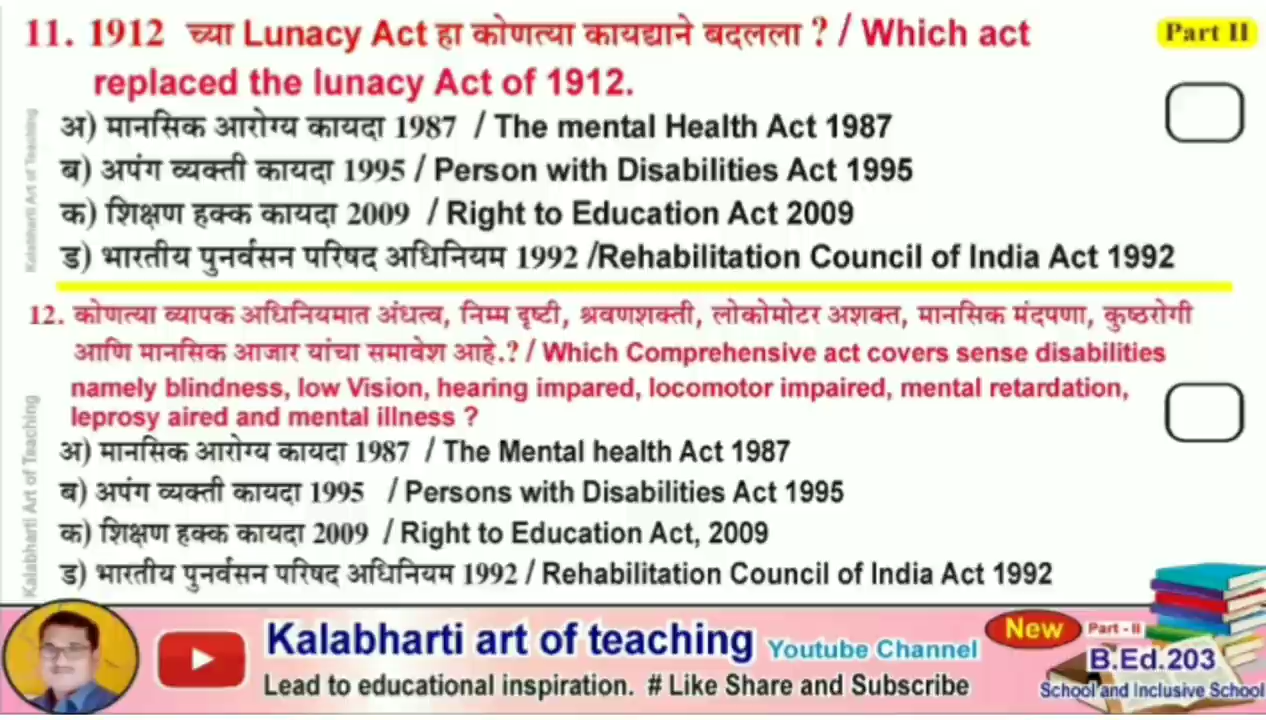 11. 1912 च्या Lunacy Act हा कोणत्या कायद्याने बदलला ? / Which act
Part II
replaced the lunacy Act of 1912.
अ) मानसिक आरोग्य कायदा 1987 / The mental Health Act 1987
ब) अपंग व्यक्ती कायदा 1995 / Person with Disabilities Act 1995
क) शिक्षण हक्क कायदा 2009 / Right to Education Act 2009
ड) भारतीय पुनर्वसन परिषद अधिनियम 1992 /Rehabilitation Council of India Act 1992
Kalabharti Art of Teaching
12. कोणत्या व्यापक अधिनियमात अंधत्व, निम्म दृष्टी, श्रवणशक्ती, लोकोमोटर अशक्त, मानसिक मंदपणा, कुष्ठरोगी
आणि मानसिक आजार यांचा समावेश आहे.? / Which Comprehensive act covers sense disabilities
namely blindness, low Vision, hearing impared, locomotor impaired, mental retardation,
leprosy aired and mental illness ?
अ) मानसिक आरोग्य कायदा 1987 / The Mental health Act 1987
ब) अपंग व्यक्ती कायदा 1995 / Persons with Disabilities Act 1995
क) शिक्षण हक्क कायदा 2009 / Right to Education Act, 2009
ड) भारतीय पुनर्वसन परिषद अधिनियम 1992 / Rehabilitation Council of India Act 1992
Kalabharti Art of Teaching
Kalabharti art of teaching Youtube Channel
Lead to educational inspiration. # Like Share and Subscribe
New Part - II
B.Ed.203
School and Inclusive School